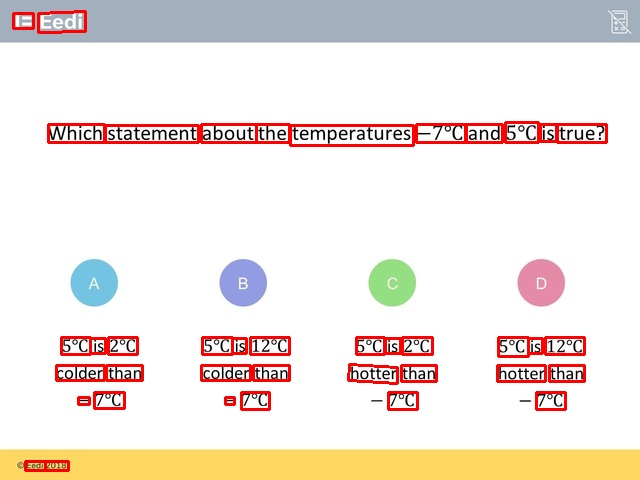 Eedi
Which statement about the temperatures −7°C and 5°C is true?
A
B
C
D
5°C is 2°C
colder than
− 7°C
5°C is 12°C
colder than
− 7°C
5°C is 2°C
hotter than
− 7°C
5°C is 12°C
hotter than
− 7°C
© Eedi 2018